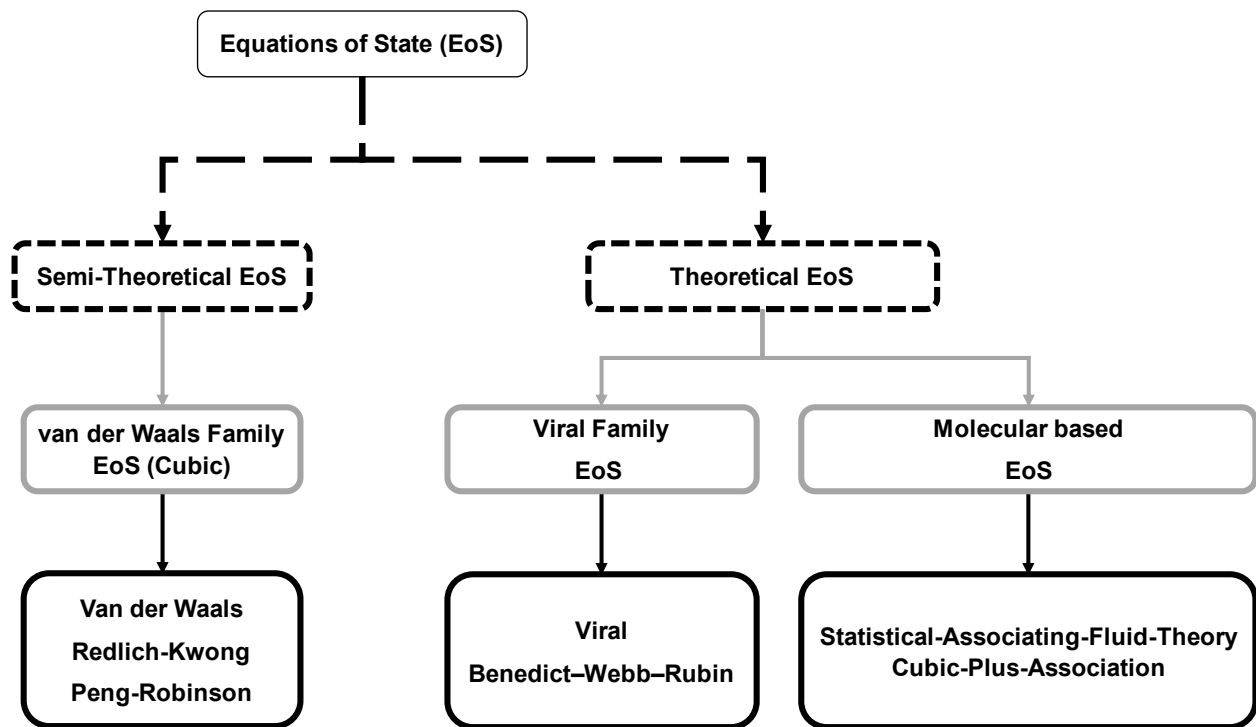 Equations of State (EoS)
Semi-Theoretical EoS
Theoretical EoS
van der Waals Family
EoS (Cubic)
Viral Family
EoS
Molecular based
EoS
Van der Waals
Redlich-Kwong
Peng-Robinson
Viral
Benedict–Webb–Rubin
Statistical-Associating-Fluid-Theory
Cubic-Plus-Association